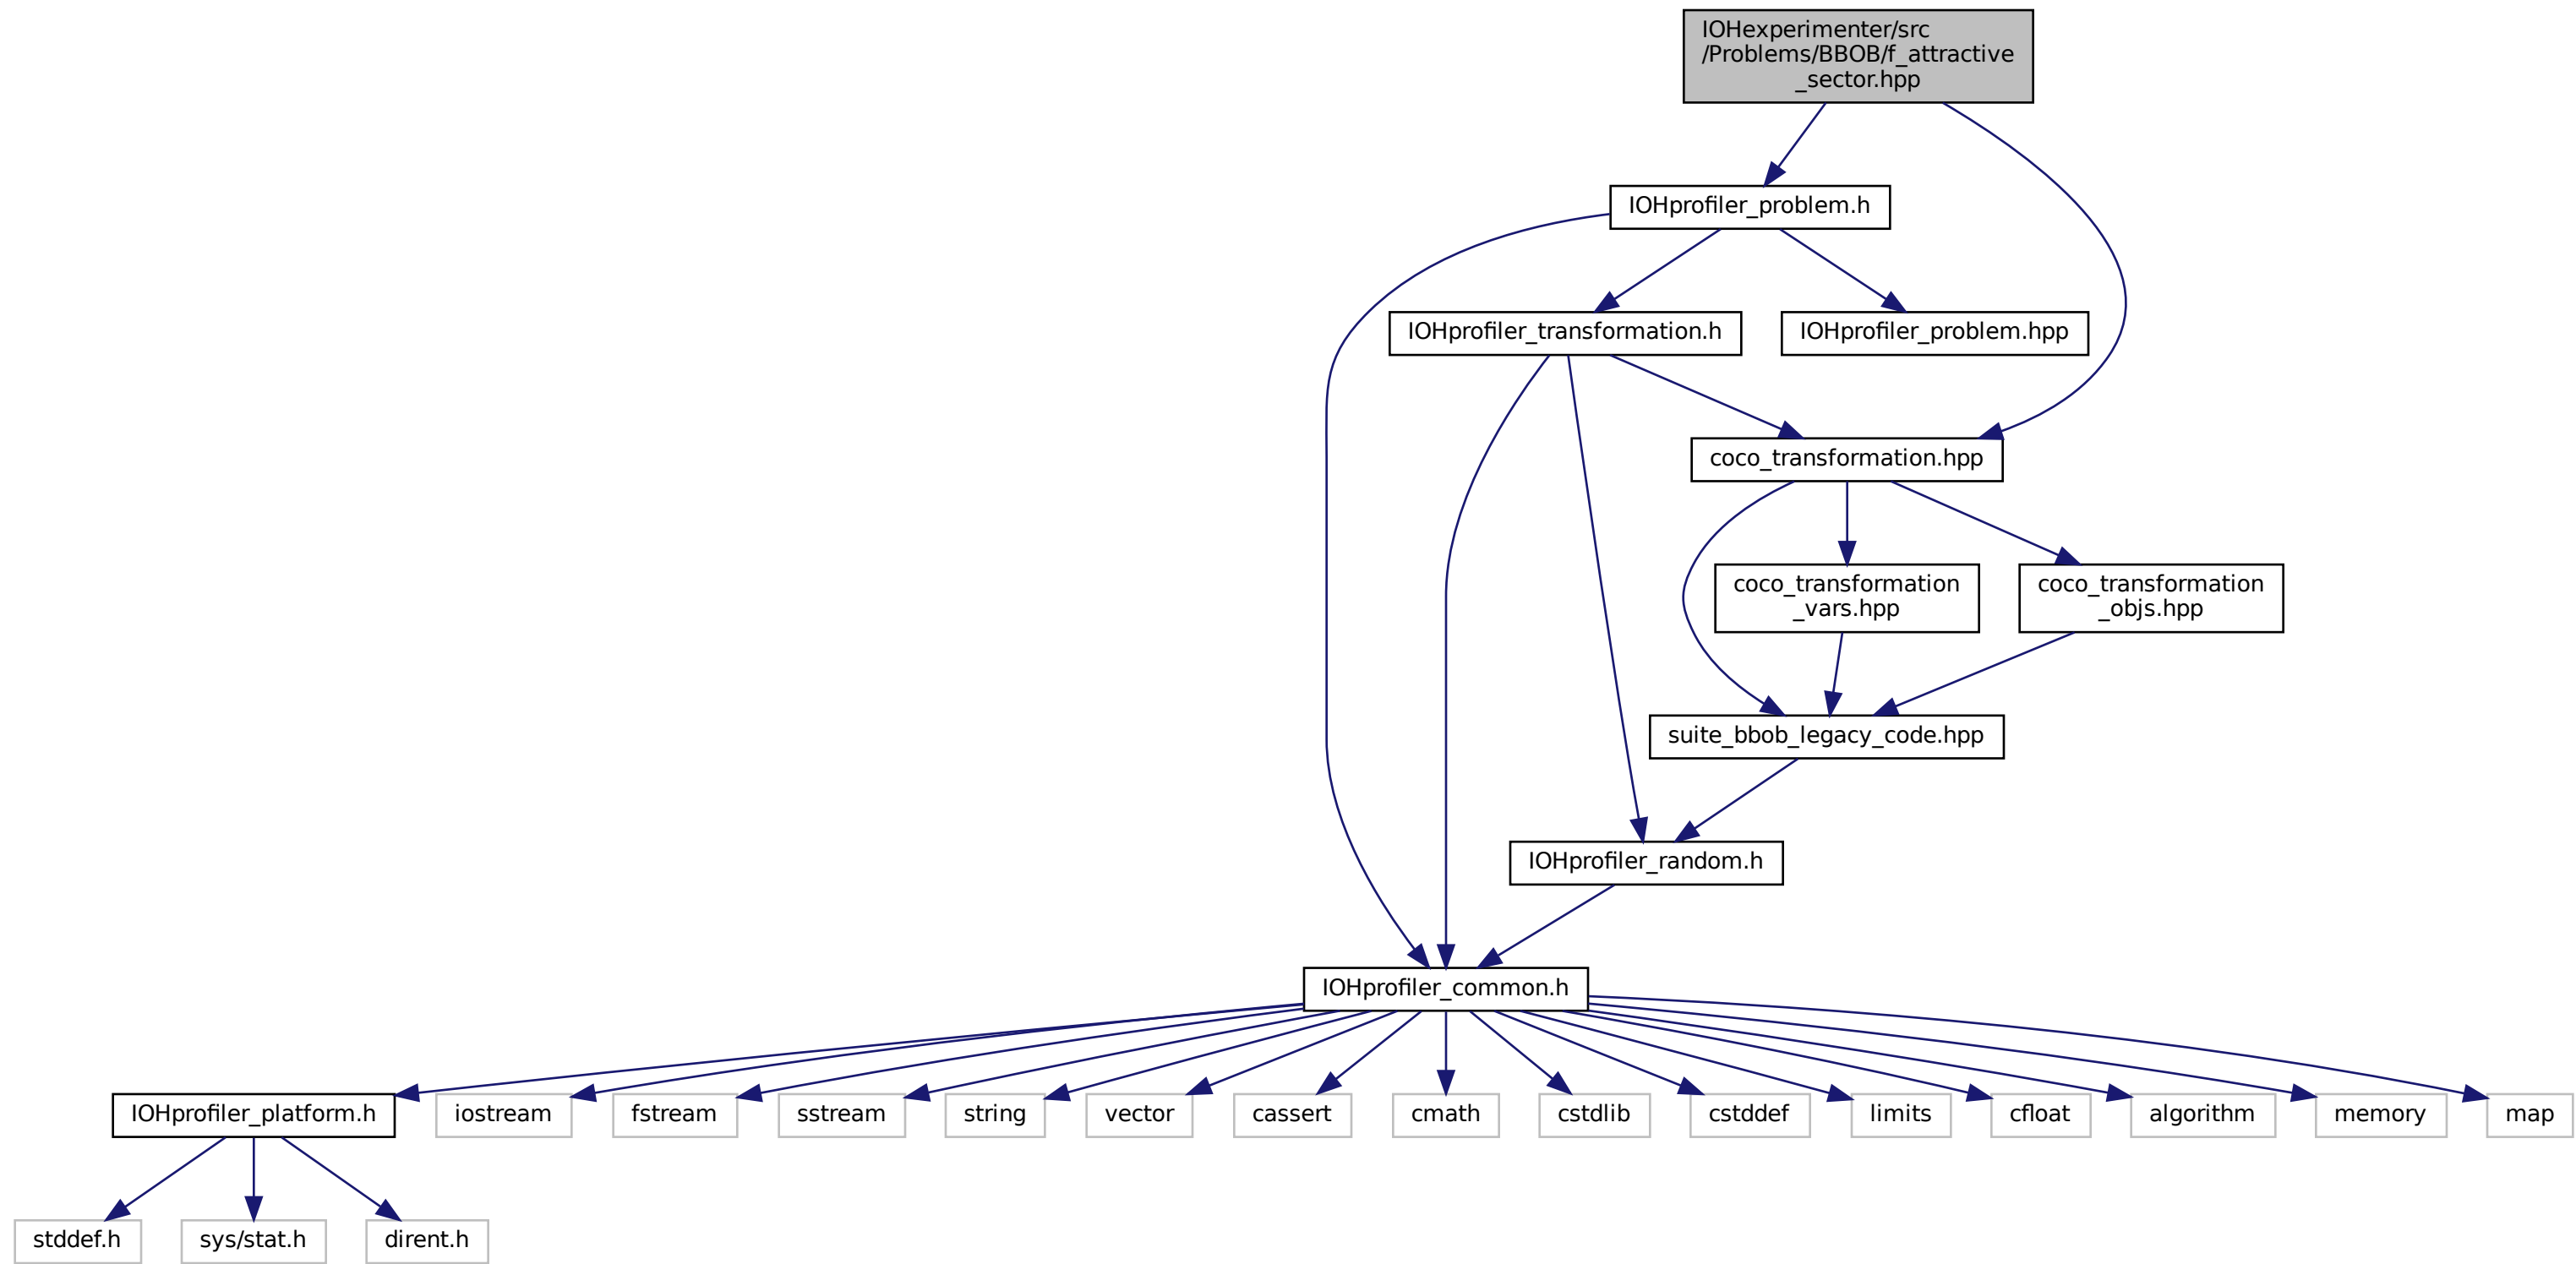 IOHexperimenter/src
/Problems/BBOB/f_attractive
_sector.hpp
IOHprofiler_problem.h
IOHprofiler_transformation.h
IOHprofiler_problem.hpp
coco_transformation.hpp
coco_transformation
_vars.hpp
coco_transformation
_objs.hpp
suite_bbob_legacy_code.hpp
IOHprofiler_random.h
IOHprofiler_common.h
IOHprofiler_platform.h
iostream
fstream
sstream
string
vector
cassert
cmath
cstdlib
cstddef
limits
cfloat
algorithm
memory
map
stddef.h
sys/stat.h
dirent.h